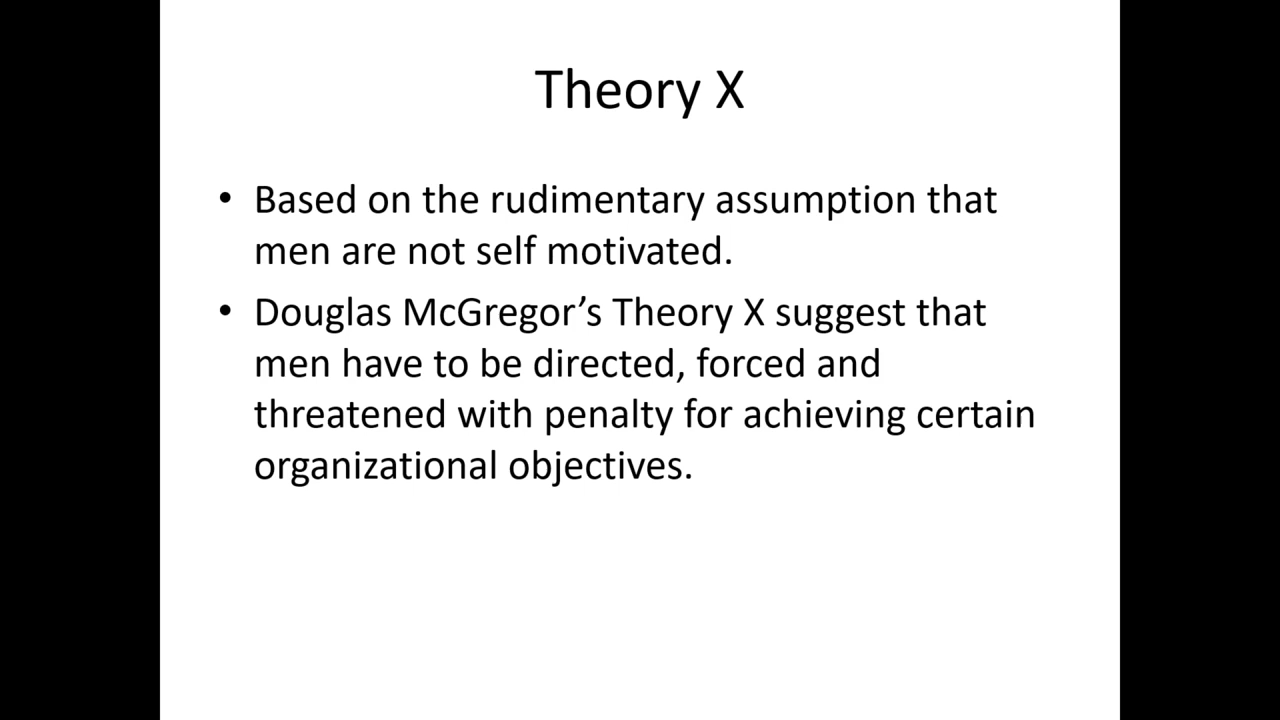 Theory X
• Based on the rudimentary assumption that
men are not self motivated.
• Douglas McGregor’s Theory X suggest that
men have to be directed, forced and
threatened with penalty for achieving certain
organizational objectives.